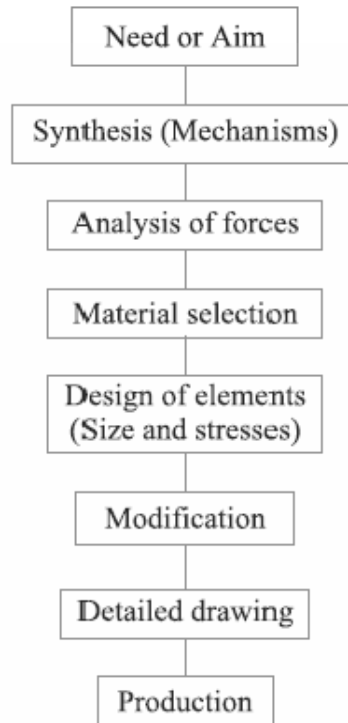 Need or Aim
Synthesis (Mechanisms)
Analysis of forces
Material selection
Design of elements
(Size and stresses)
Modification
Detailed drawing
Production